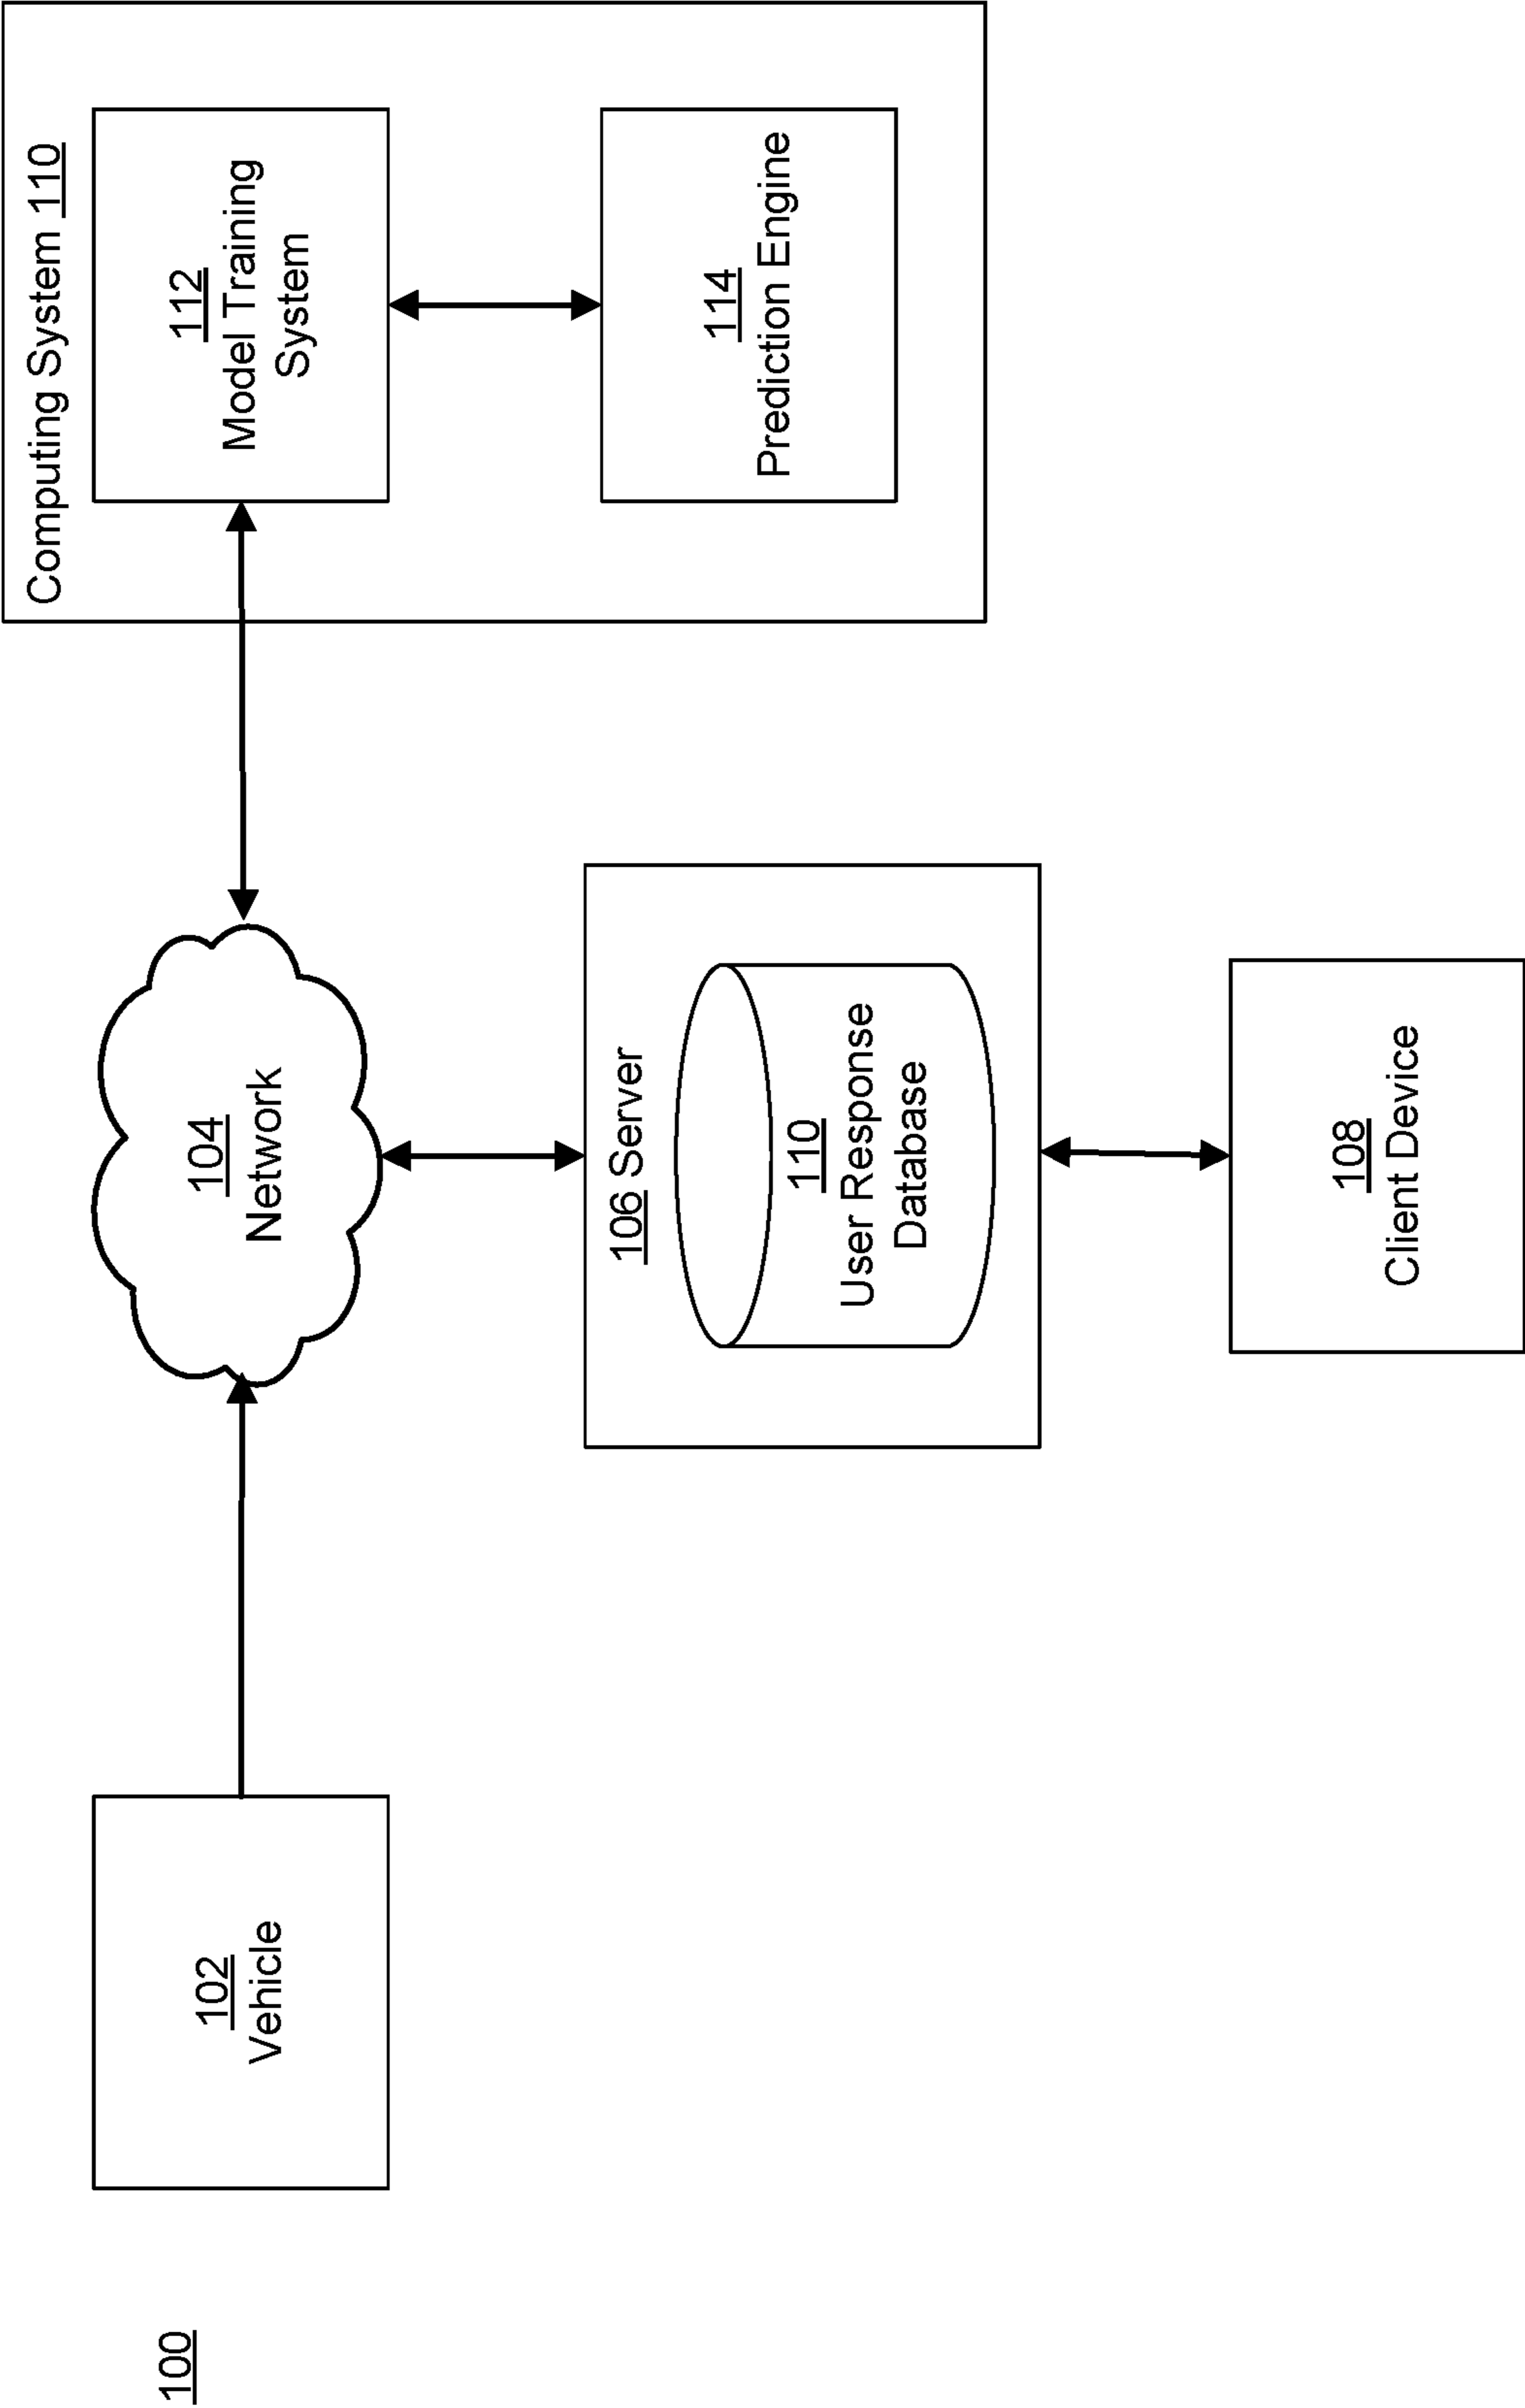 100
102
Vehicle
104
Network
106 Server
110
User Response
Database
108
Client Device
Computing System 110
112
Model Training
System
114
Prediction Engine